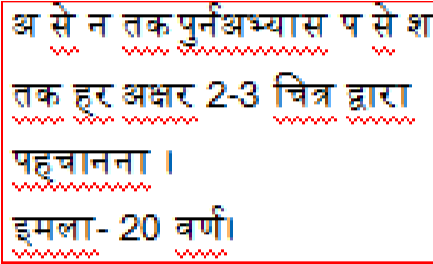 अ से न तक पुर्नअभ्यास प से श
तक हर अक्षर 2-3 चित्र द्वारा
पहचानना ।
इमला- 20 वर्ण।